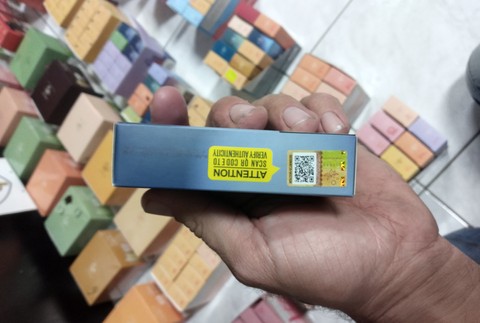 ATTENTION
SCAN QR CODE TO
VERIFY AUTHENTICITY